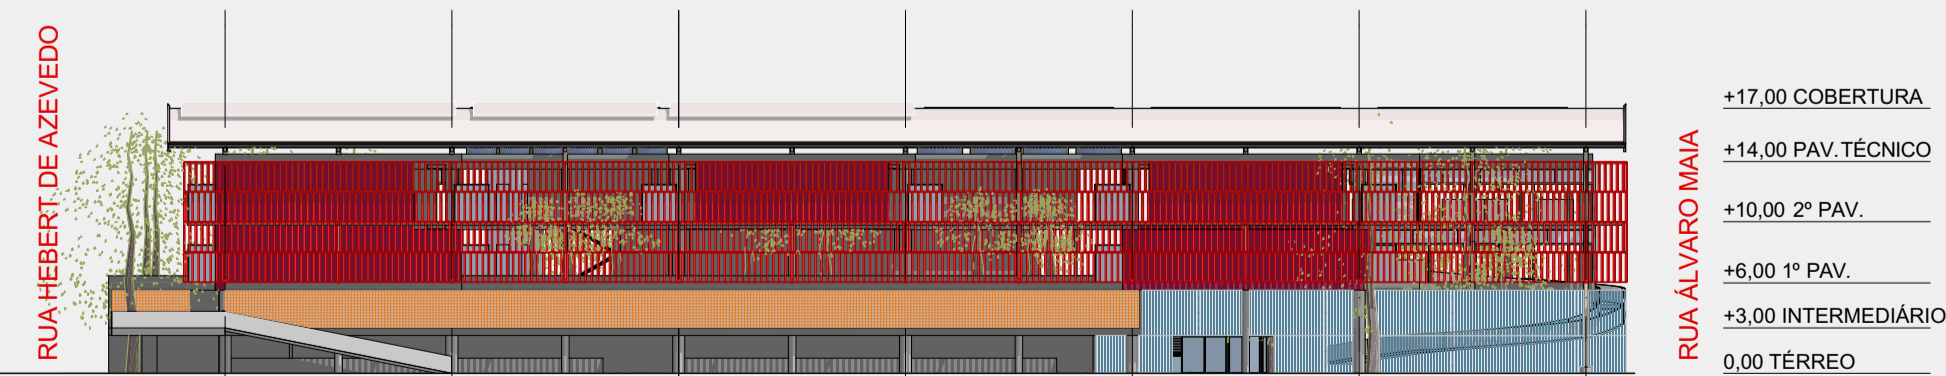 RUA HEBERT DE AZEVEDO
RUA ÁLVARO MAIA
+17,00 COBERTURA
+14,00 PAV.TÉCNICO
+10,00 2º PAV.
+6,00 1º PAV.
+3,00 INTERMEDIÁRIO
0,00 TÉRREO